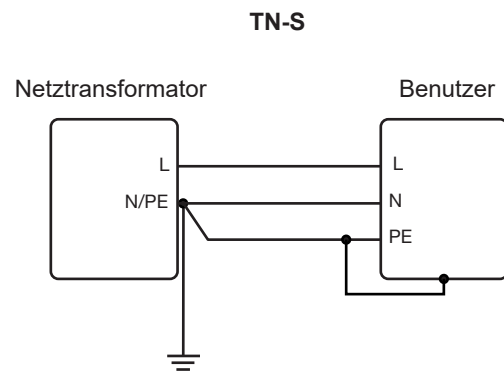 TN-S
Netztransformator
Benutzer
L
L
N/PE
N
PE